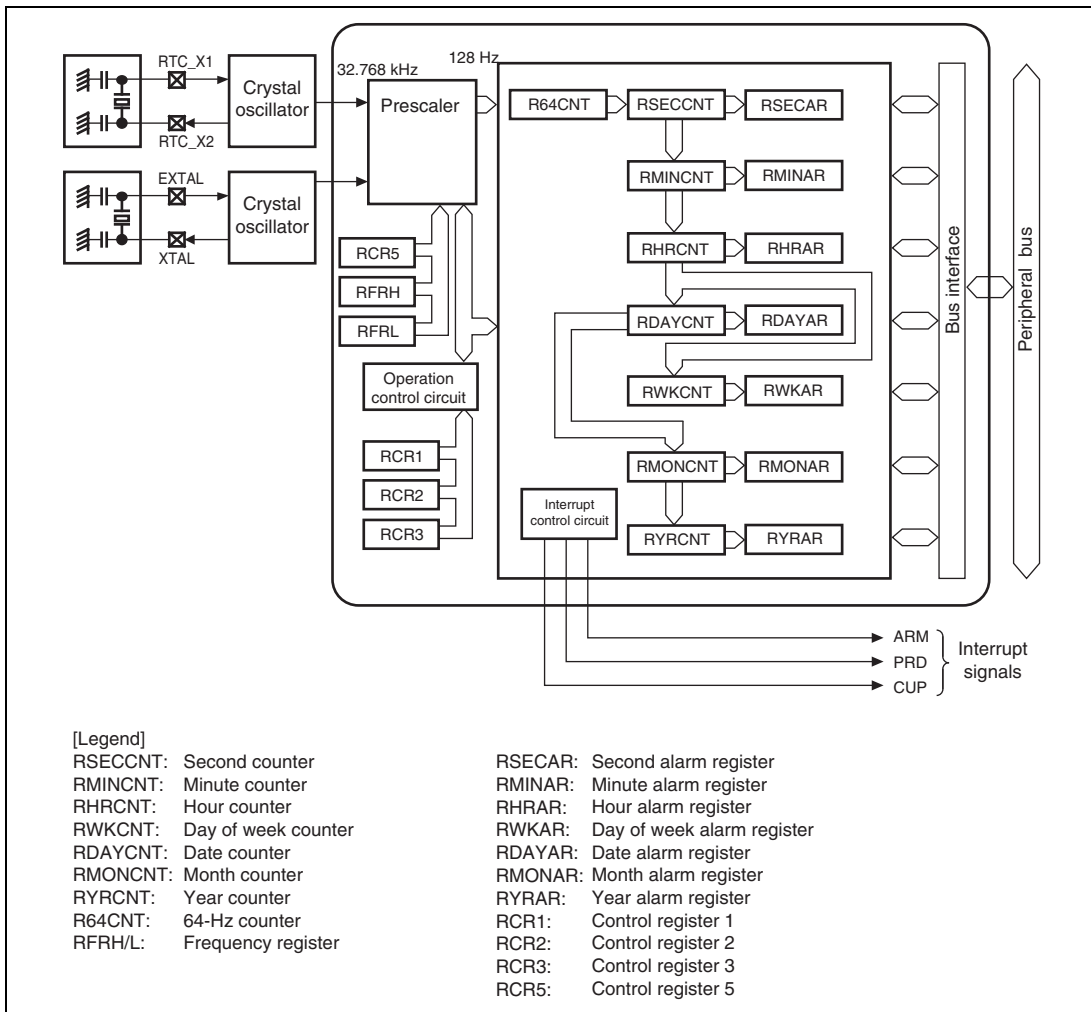 RTC_X1
RTC_X2
Crystal
oscillator
EXTAL
XTAL
Crystal
oscillator
32.768 kHz
128 Hz
Prescaler
RCR5
RFRH
RFRL
Operation
control circuit
RCR1
RCR2
RCR3
R64CNT
RSECCNT
RSECAR
RMINCNT
RMINAR
RHRCNT
RHRAR
RDAYCNT
RDAYAR
RWKCNT
RWKAR
RMONCNT
RMONAR
RYRCNT
RYRAR
Interrupt
control circuit
Bus interface
Peripheral bus
ARM
PRD
CUP
Interrupt
signals
[Legend]
RSECCNT: Second counter
RMINCNT: Minute counter
RHRCNT: Hour counter
RWKCNT: Day of week counter
RDAYCNT: Date counter
RMONCNT: Month counter
RYRCNT: Year counter
R64CNT: 64-Hz counter
RFRH/L: Frequency register
RSECAR: Second alarm register
RMINAR: Minute alarm register
RHRAR: Hour alarm register
RWKAR: Day of week alarm register
RDAYAR: Date alarm register
RMONAR: Month alarm register
RYRAR: Year alarm register
RCR1: Control register 1
RCR2: Control register 2
RCR3: Control register 3
RCR5: Control register 5